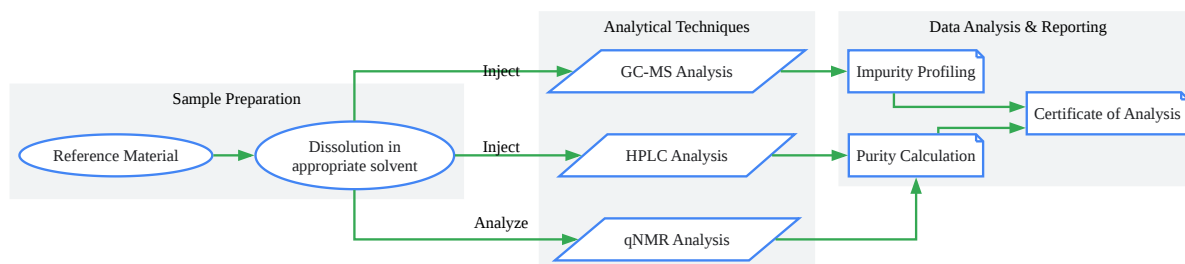 Sample Preparation
Reference Material
Dissolution in
appropriate solvent
Inject
Inject
Analyze
Analytical Techniques
GC-MS Analysis
HPLC Analysis
qNMR Analysis
Data Analysis & Reporting
Impurity Profiling
Purity Calculation
Certificate of Analysis